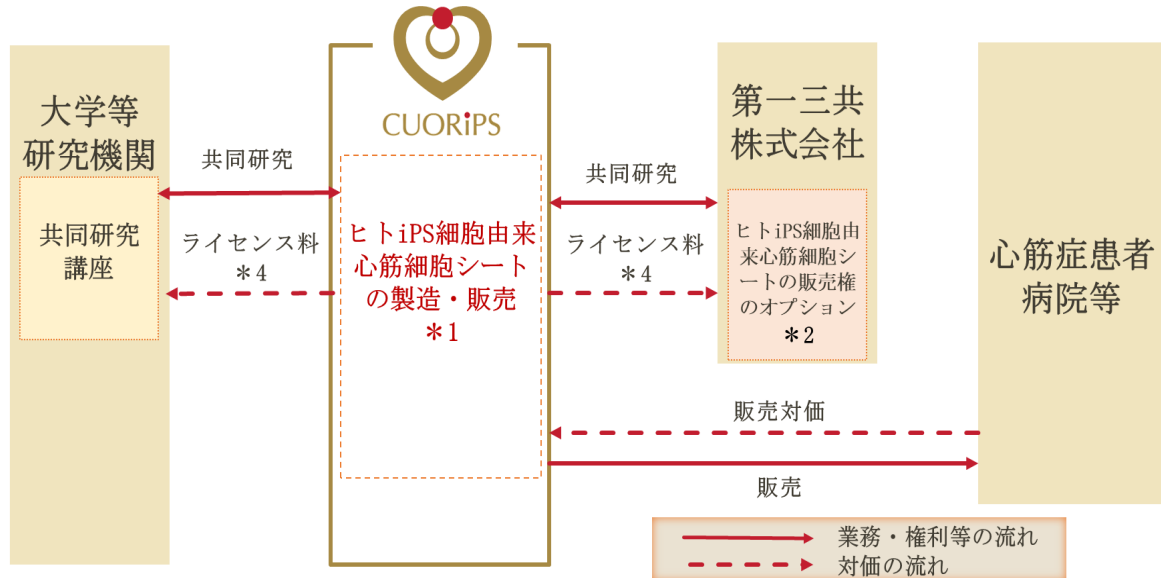 大学等
研究機関
共同研究
講座
共同研究
ライセンス料
＊4
CUORiPS
ヒトiPS細胞由来
心筋細胞シート
の製造・販売
＊1
共同研究
ライセンス料
＊4
第一三共
株式会社
ヒトiPS細胞由
来心筋細胞シ
ートの販売権
のオプション
＊2
心筋症患者
病院等
販売対価
販売
業務・権利等の流れ
対価の流れ